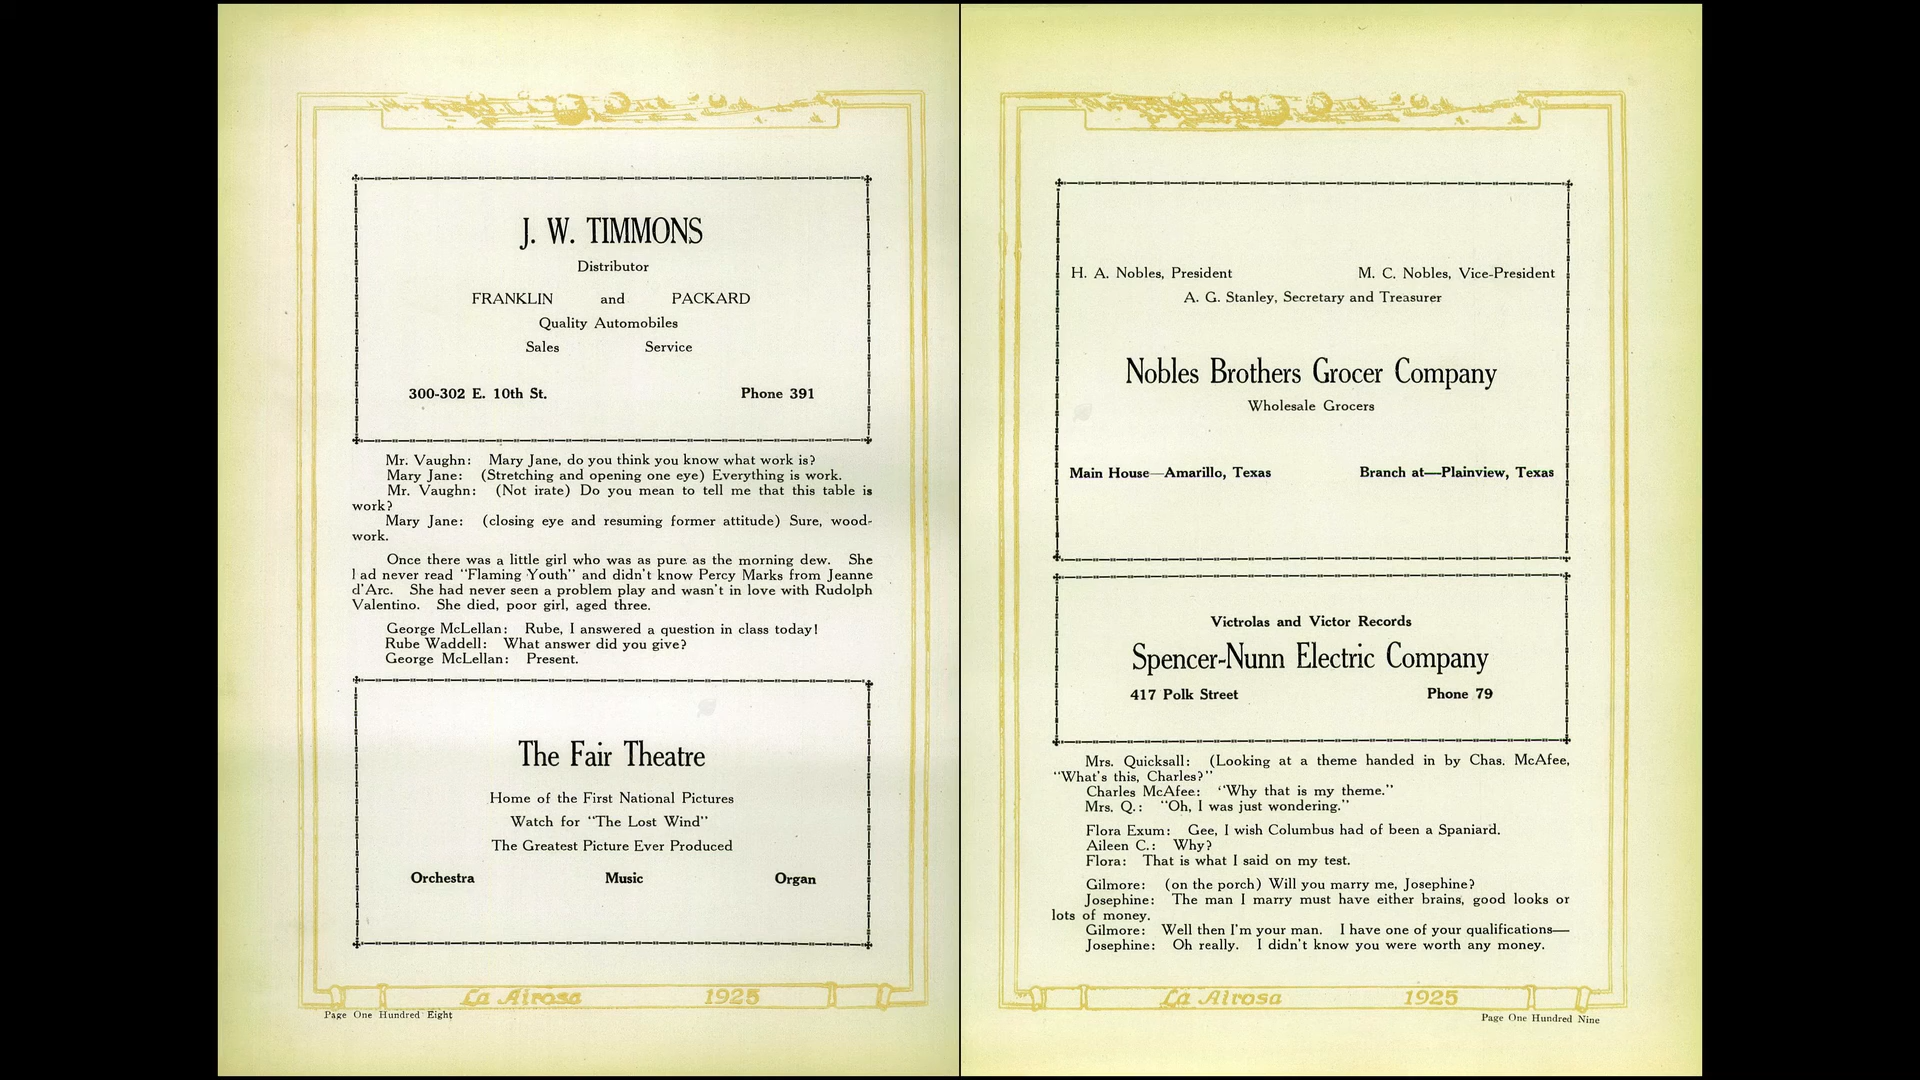 J. W. TIMMONS
Distributor
FRANKLIN and PACKARD
Quality Automobiles
Sales Service
300-302 E. 10th St. Phone 391
Mr. Vaughn: Mary Jane, do you think you know what work is?
Mary Jane: (Stretching and opening one eye) Everything is work.
Mr. Vaughn: (Not irate) Do you mean to tell me that this table is
work?
Mary Jane: (closing eye and resuming former attitude) Sure, wood-
work.
Once there was a little girl who was as pure as the morning dew. She
l ad never read "Flaming Youth" and didn't know Percy Marks from Jeanne
d'Arc. She had never seen a problem play and wasn't in love with Rudolph
Valentino. She died, poor girl, aged three.
George McLellan: Rube, I answered a question in class today!
Rube Waddell: What answer did you give?
George McLellan: Present.
The Fair Theatre
Home of the First National Pictures
Watch for "The Lost Wind"
The Greatest Picture Ever Produced
Orchestra Music Organ
La Airosa 1925
Page One Hundred Eight
H. A. Nobles, President M. C. Nobles, Vice-President
A. G. Stanley, Secretary and Treasurer
Nobles Brothers Grocer Company
Wholesale Grocers
Main House—Amarillo, Texas Branch at—Plainview, Texas
Victrolas and Victor Records
Spencer-Nunn Electric Company
417 Polk Street Phone 79
Mrs. Quicksall: (Looking at a theme handed in by Chas. McAfee,
"What's this, Charles?"
Charles McAfee: "Why that is my theme."
Mrs. Q.: "Oh, I was just wondering."
Flora Exum: Gee, I wish Columbus had of been a Spaniard.
Aileen C.: Why?
Flora: That is what I said on my test.
Gilmore: (on the porch) Will you marry me, Josephine?
Josephine: The man I marry must have either brains, good looks or
lots of money.
Gilmore: Well then I'm your man. I have one of your qualifications—
Josephine: Oh really. I didn't know you were worth any money.
La Airosa 1925
Page One Hundred Nine